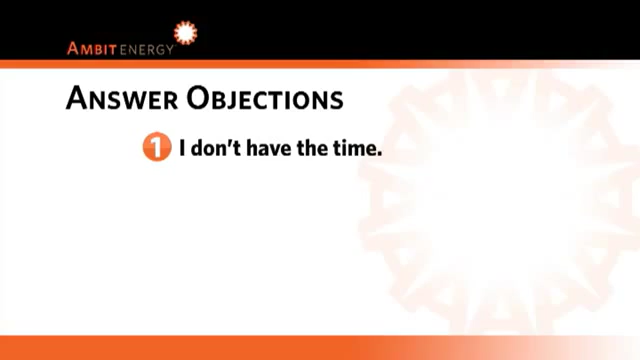 AMBIT ENERGY
ANSWER OBJECTIONS
1 I don't have the time.